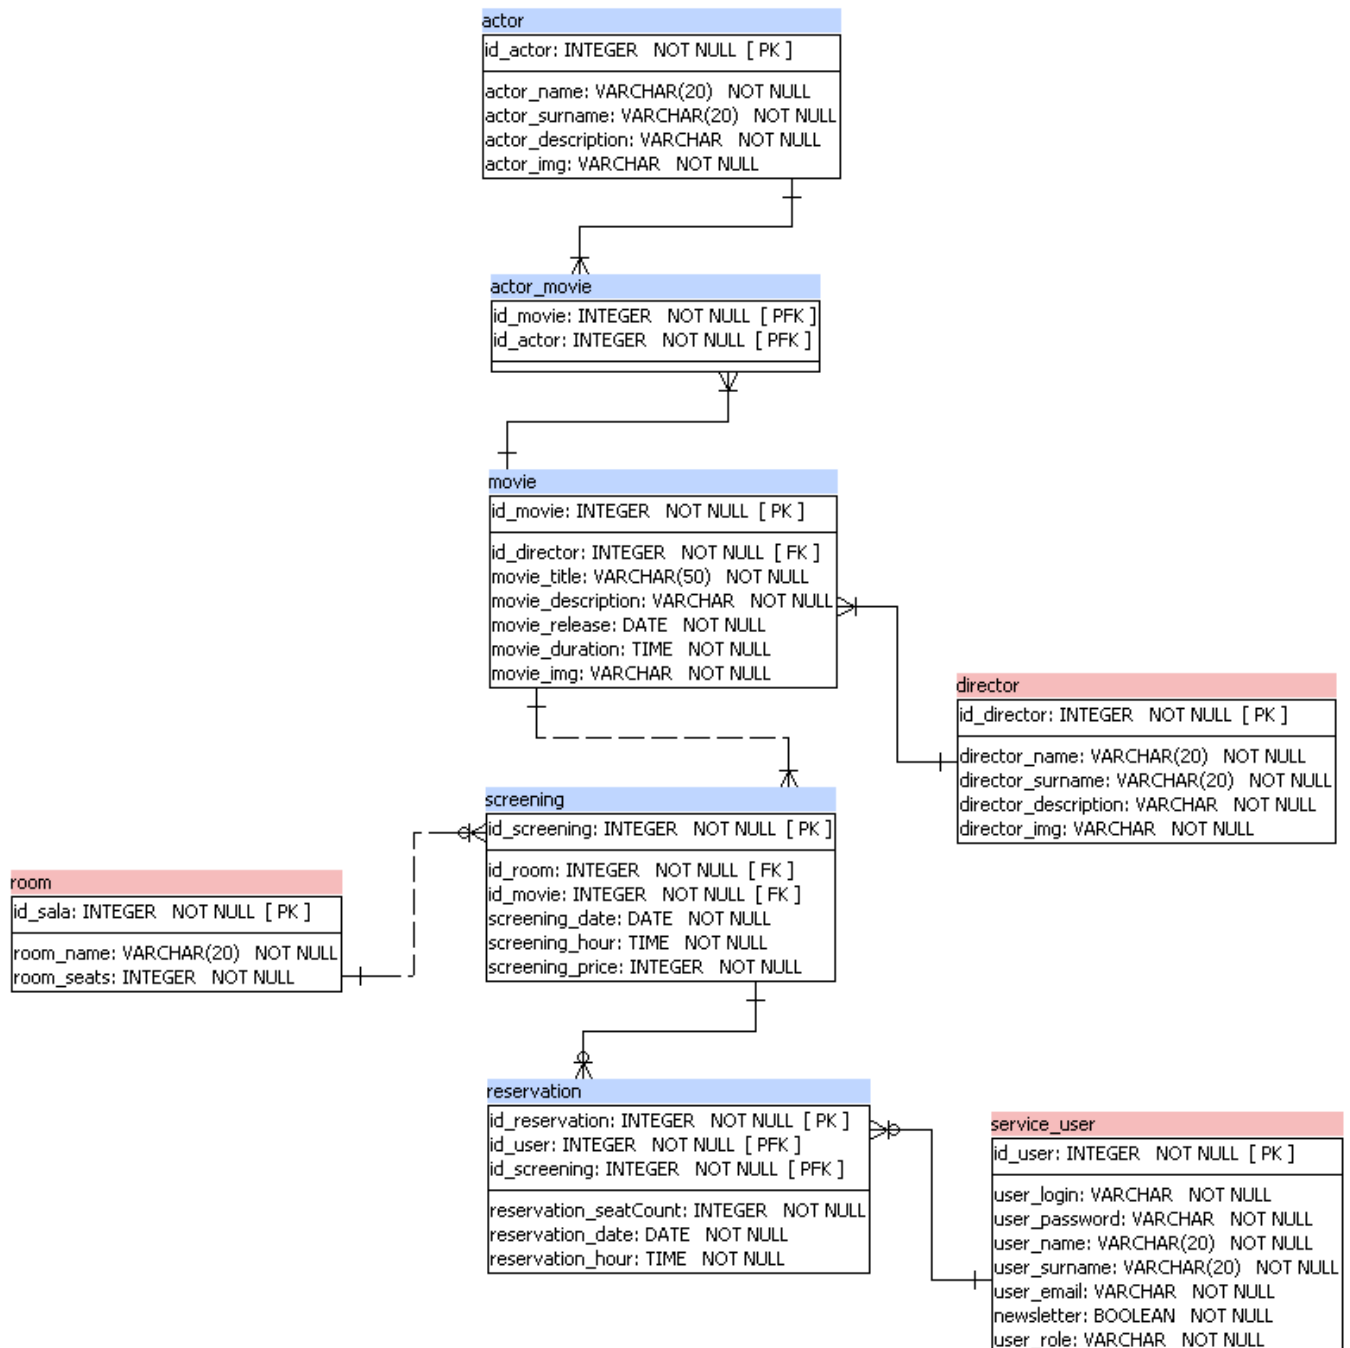 actor
id_actor: INTEGER NOT NULL [ PK ]
actor_name: VARCHAR(20) NOT NULL
actor_surname: VARCHAR(20) NOT NULL
actor_description: VARCHAR NOT NULL
actor_img: VARCHAR NOT NULL
actor_movie
id_movie: INTEGER NOT NULL [ PFK ]
id_actor: INTEGER NOT NULL [ PFK ]
movie
id_movie: INTEGER NOT NULL [ PK ]
id_director: INTEGER NOT NULL [ FK ]
movie_title: VARCHAR(50) NOT NULL
movie_description: VARCHAR NOT NULL
movie_release: DATE NOT NULL
movie_duration: TIME NOT NULL
movie_img: VARCHAR NOT NULL
director
id_director: INTEGER NOT NULL [ PK ]
director_name: VARCHAR(20) NOT NULL
director_surname: VARCHAR(20) NOT NULL
director_description: VARCHAR NOT NULL
director_img: VARCHAR NOT NULL
screening
id_screening: INTEGER NOT NULL [ PK ]
id_room: INTEGER NOT NULL [ FK ]
id_movie: INTEGER NOT NULL [ FK ]
screening_date: DATE NOT NULL
screening_hour: TIME NOT NULL
screening_price: INTEGER NOT NULL
room
id_sala: INTEGER NOT NULL [ PK ]
room_name: VARCHAR(20) NOT NULL
room_seats: INTEGER NOT NULL
reservation
id_reservation: INTEGER NOT NULL [ PK ]
id_user: INTEGER NOT NULL [ PFK ]
id_screening: INTEGER NOT NULL [ PFK ]
reservation_seatCount: INTEGER NOT NULL
reservation_date: DATE NOT NULL
reservation_hour: TIME NOT NULL
service_user
id_user: INTEGER NOT NULL [ PK ]
user_login: VARCHAR NOT NULL
user_password: VARCHAR NOT NULL
user_name: VARCHAR(20) NOT NULL
user_surname: VARCHAR(20) NOT NULL
user_email: VARCHAR NOT NULL
newsletter: BOOLEAN NOT NULL
user_role: VARCHAR NOT NULL